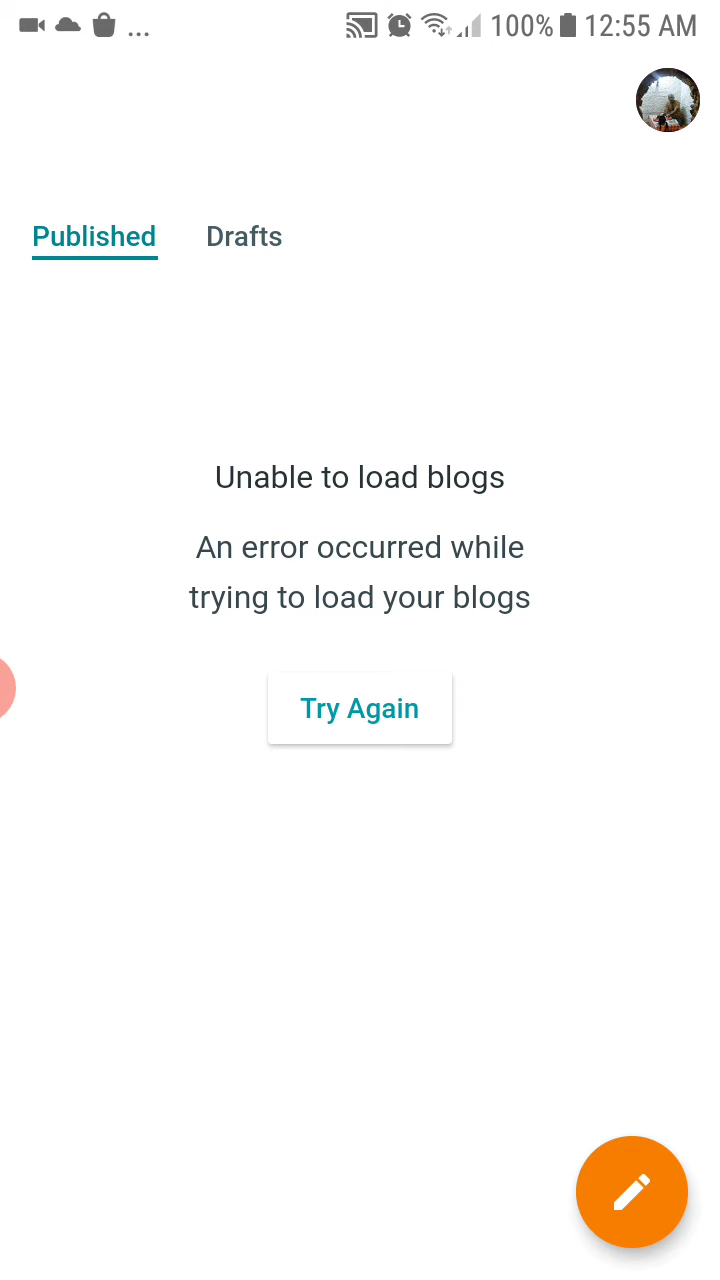 ... 100% 12:55 AM
Published Drafts
Unable to load blogs
An error occurred while
trying to load your blogs
Try Again